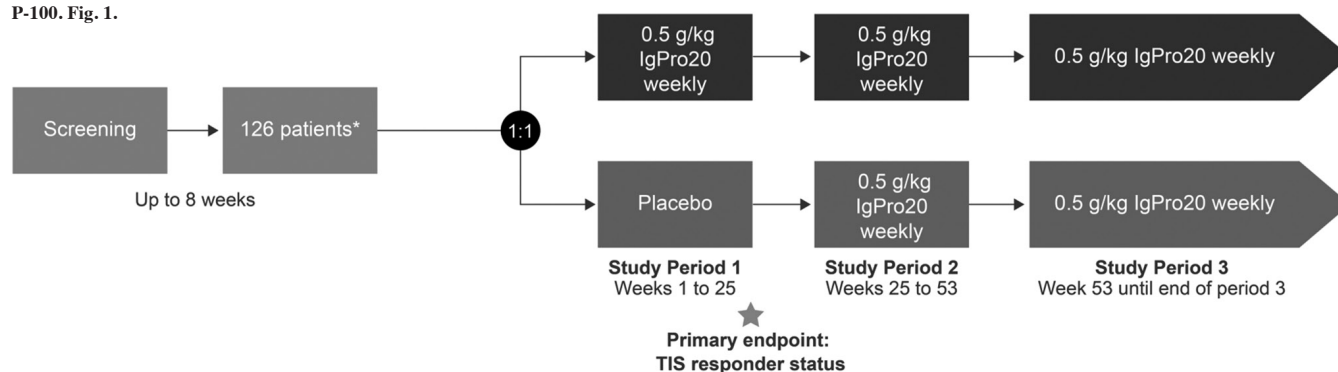 P-100. Fig. 1.
Screening
126 patients*
Up to 8 weeks
1:1
0.5 g/kg
IgPro20
weekly
0.5 g/kg
IgPro20
weekly
0.5 g/kg IgPro20 weekly
Placebo
0.5 g/kg
IgPro20
weekly
0.5 g/kg IgPro20 weekly
Study Period 1
Weeks 1 to 25
Study Period 2
Weeks 25 to 53
Study Period 3
Week 53 until end of period 3
Primary endpoint:
TIS responder status